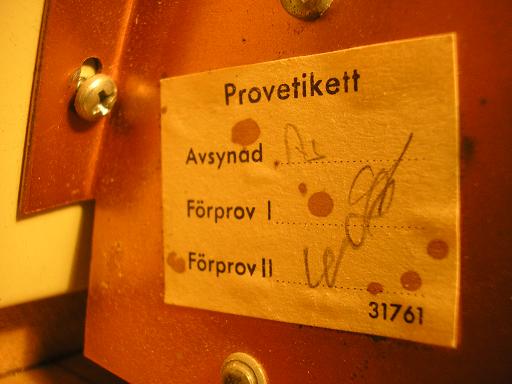 Provetikett
Avsynad
Förprov I
Förprov II
31761